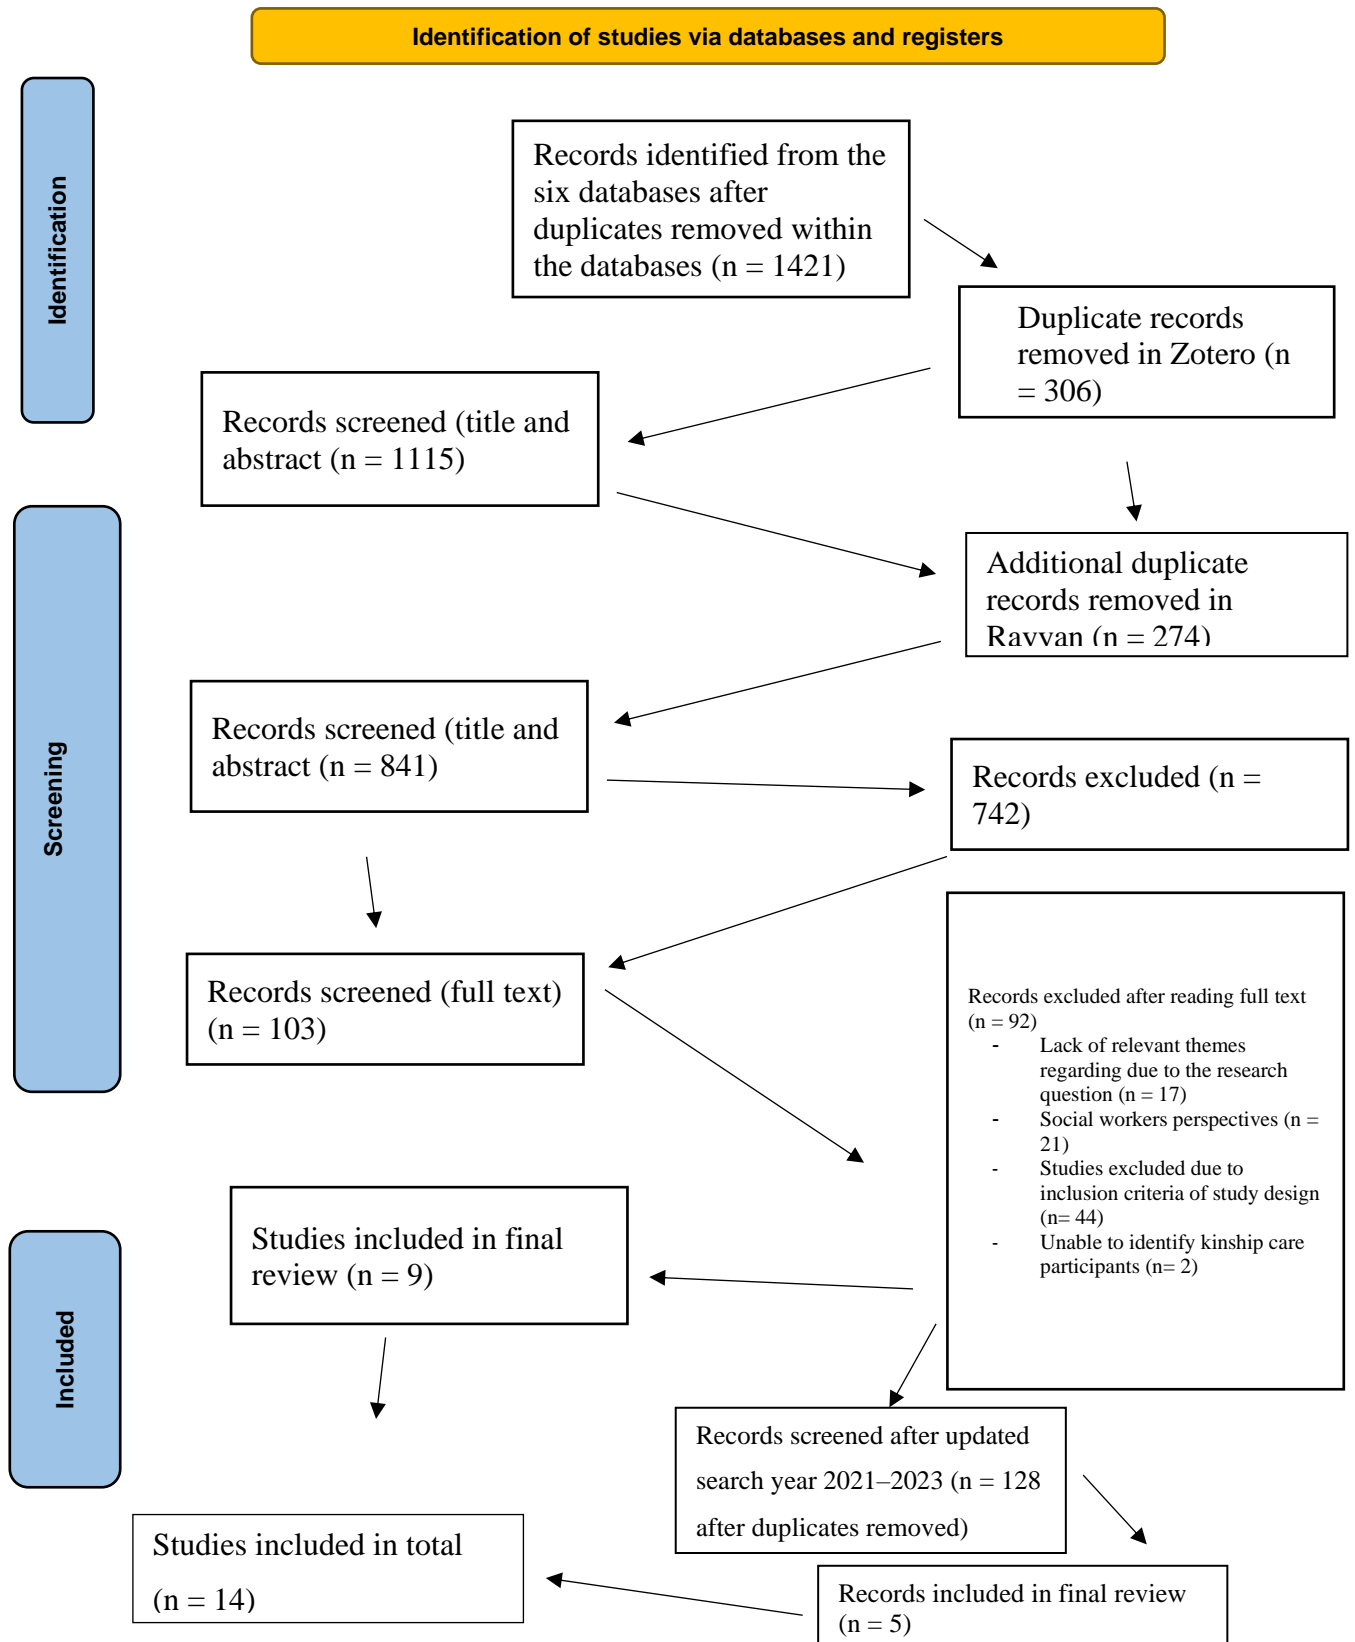 Identification of studies via databases and registers
Identification
Records identified from the
six databases after
duplicates removed within
the databases (n = 1421)
Duplicate records
removed in Zotero (n
= 306)
Records screened (title and
abstract (n = 1115)
Screening
Additional duplicate
records removed in
Rayyan (n = 274)
Records screened (title and
abstract (n = 841)
Records excluded (n =
742)
Records screened (full text)
(n = 103)
Records excluded after reading full text
(n = 92)
- Lack of relevant themes
regarding due to the research
question (n = 17)
- Social workers perspectives (n =
21)
- Studies excluded due to
inclusion criteria of study design
(n= 44)
- Unable to identify kinship care
participants (n= 2)
Included
Studies included in final
review (n = 9)
Records screened after updated
search year 2021–2023 (n = 128
after duplicates removed)
Studies included in total
(n = 14)
Records included in final review
(n = 5)